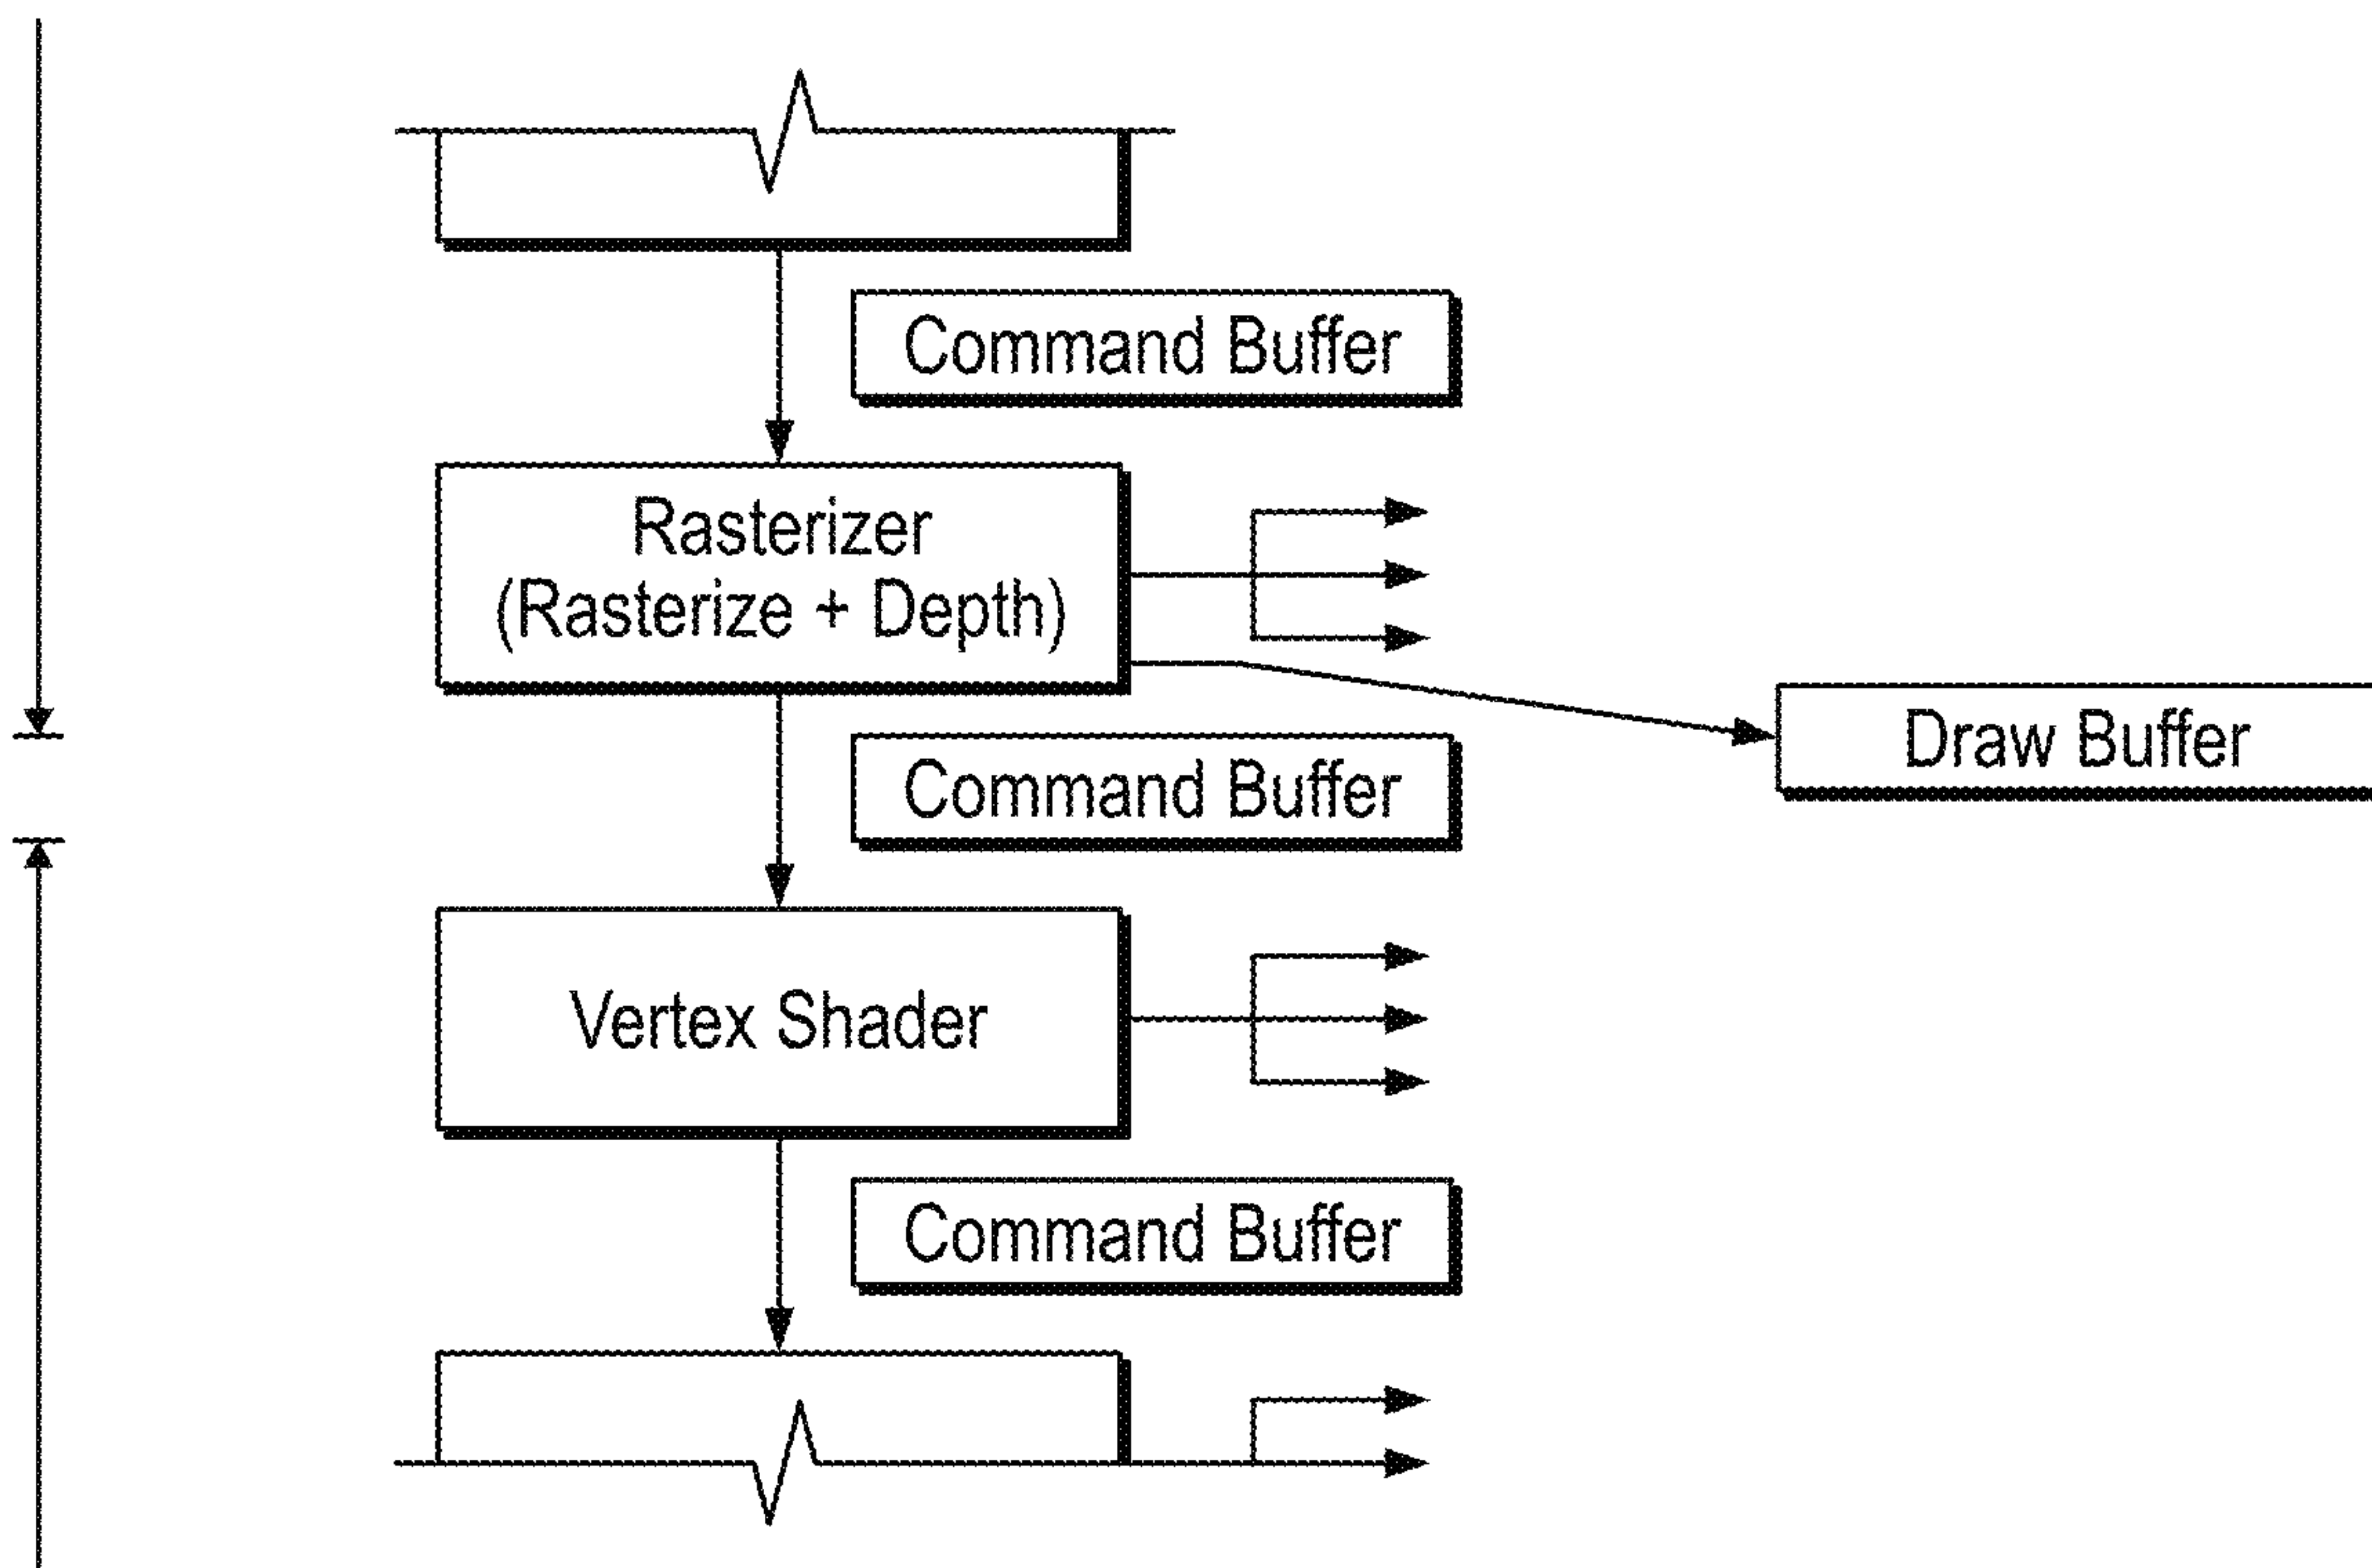 Command Buffer
Rasterizer
(Rasterize + Depth)
Command Buffer
Draw Buffer
Vertex Shader
Command Buffer